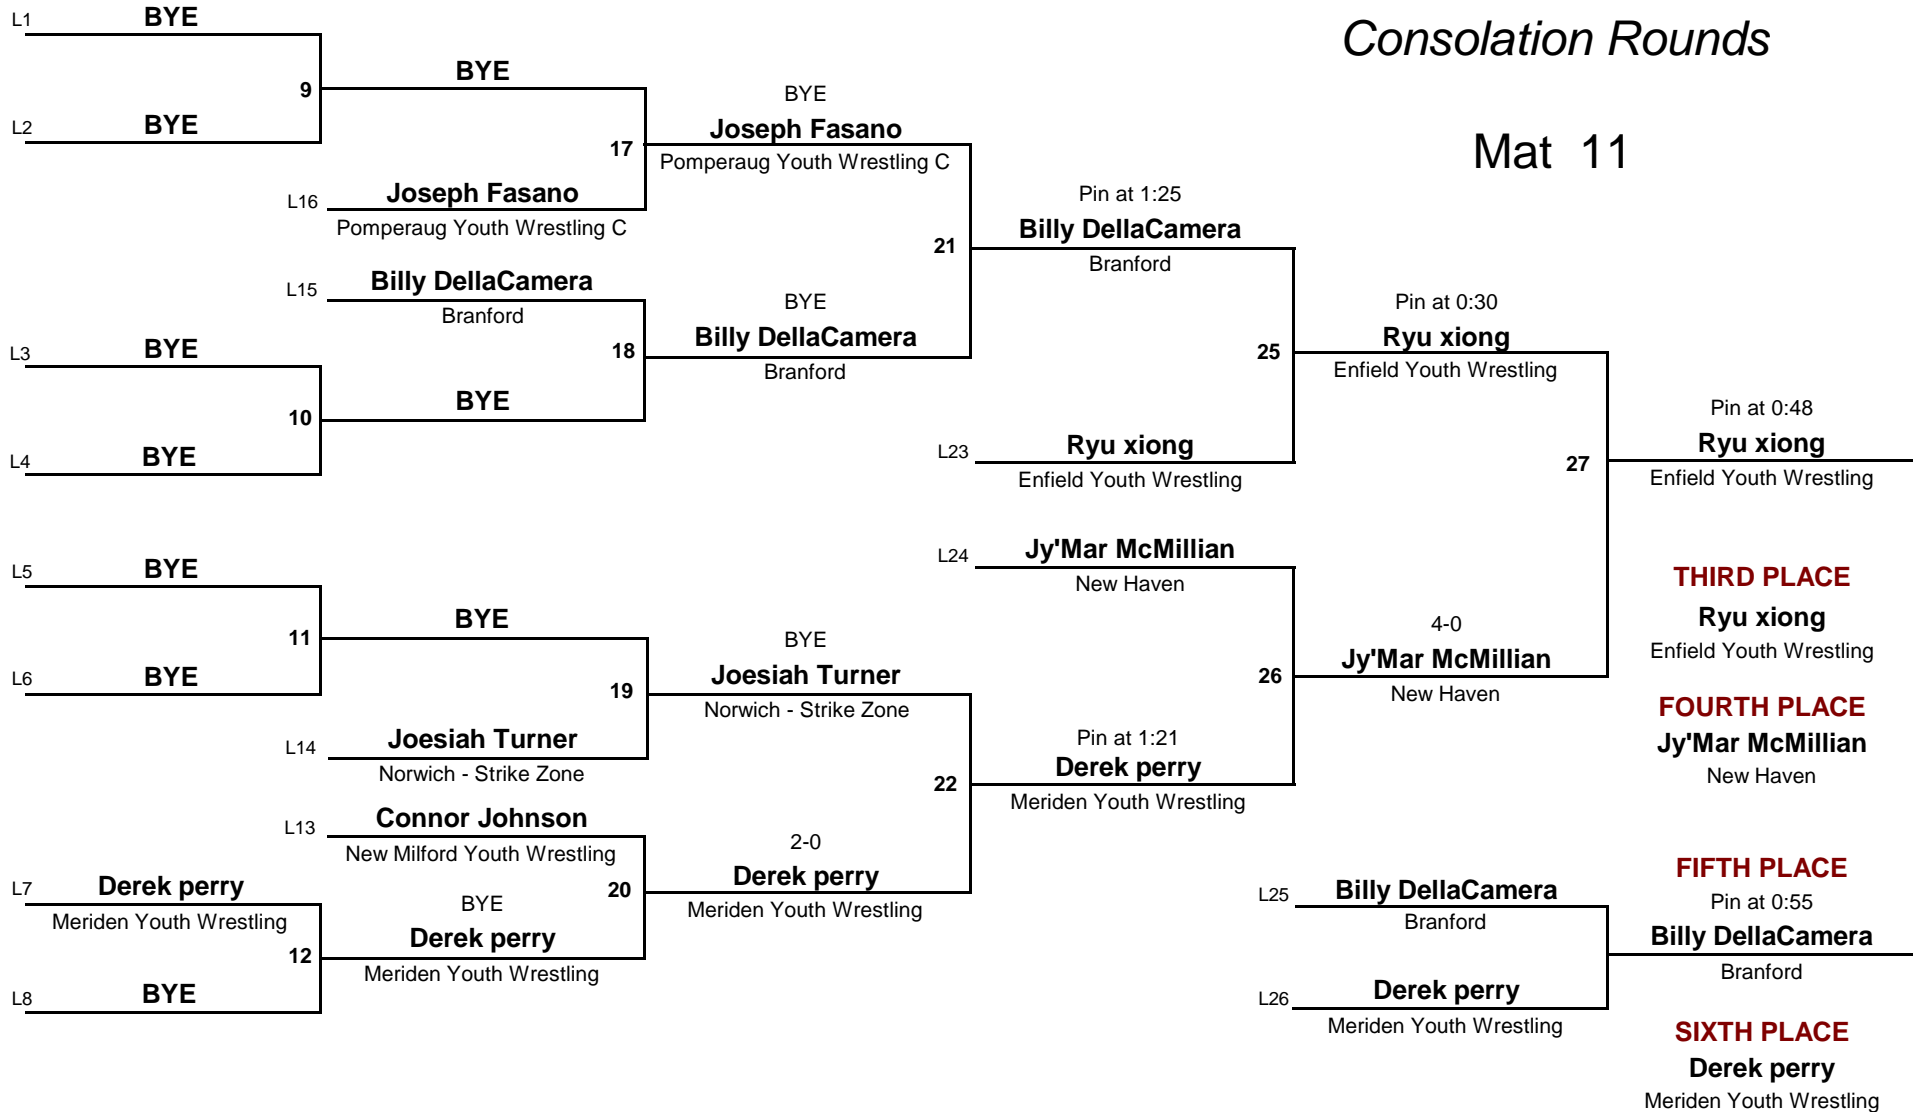 Consolation Rounds
Mat 11
L1 BYE
9
L2 BYE
BYE
17
L16 Joseph Fasano
Pomperaug Youth Wrestling C
BYE
Joseph Fasano
Pomperaug Youth Wrestling C
L15 Billy DellaCamera
Branford
18
L3 BYE
10
L4 BYE
BYE
BYE
Billy DellaCamera
Branford
21
Pin at 1:25
Billy DellaCamera
Branford
25
L23 Ryu xiong
Enfield Youth Wrestling
Pin at 0:30
Ryu xiong
Enfield Youth Wrestling
27
Pin at 0:48
Ryu xiong
Enfield Youth Wrestling
L5 BYE
11
L6 BYE
BYE
19
L14 Joesiah Turner
Norwich - Strike Zone
BYE
Joesiah Turner
Norwich - Strike Zone
L13 Connor Johnson
New Milford Youth Wrestling
20
L7 Derek perry
Meriden Youth Wrestling
12
L8 BYE
BYE
Derek perry
Meriden Youth Wrestling
2-0
Derek perry
Meriden Youth Wrestling
22
Pin at 1:21
Derek perry
Meriden Youth Wrestling
L24 Jy'Mar McMillian
New Haven
26
4-0
Jy'Mar McMillian
New Haven
THIRD PLACE
Ryu xiong
Enfield Youth Wrestling
FOURTH PLACE
Jy'Mar McMillian
New Haven
L25 Billy DellaCamera
Branford
L26 Derek perry
Meriden Youth Wrestling
FIFTH PLACE
Pin at 0:55
Billy DellaCamera
Branford
SIXTH PLACE
Derek perry
Meriden Youth Wrestling